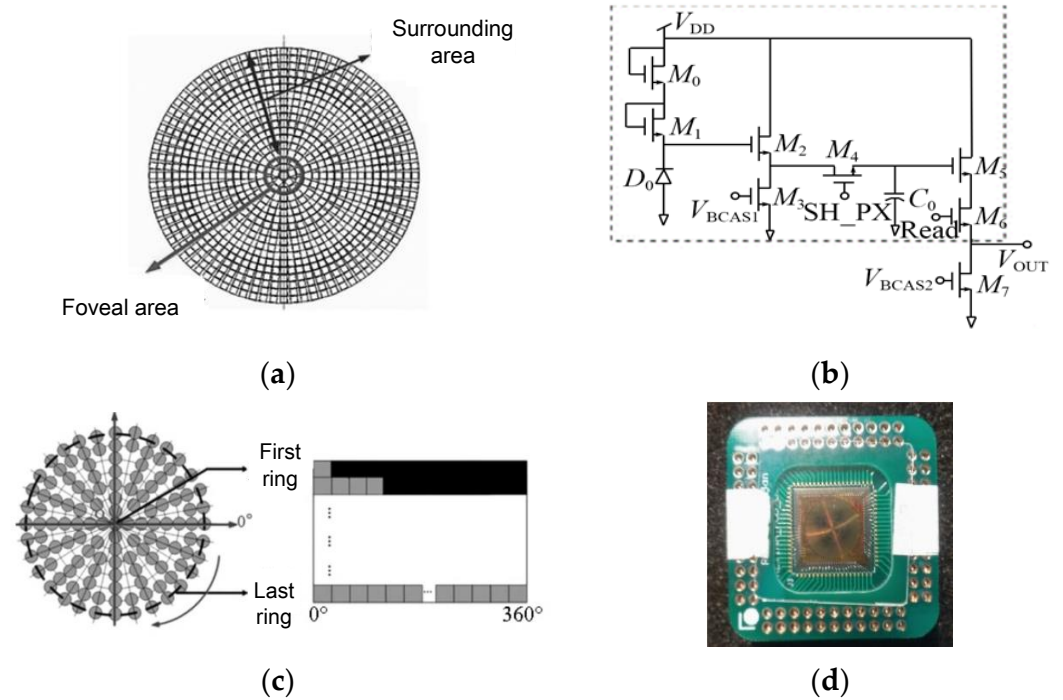 Surrounding
area
Foveal area
(a)
V_DD
M_0
M_1
M_2
M_4
M_5
D_0
V_BCAS1
M_3
SH_PX
C_0
Read
M_6
V_OUT
V_BCAS2
M_7
(b)
First
ring
0°
Last
ring
0°
360°
(c)
(d)